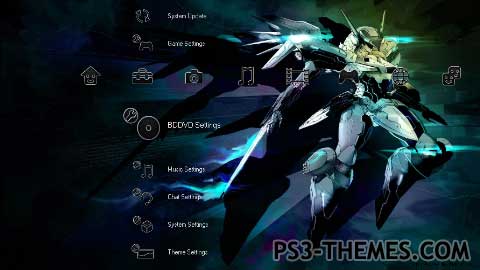 System Update
Game Settings
BD/DVD Settings
Music Settings
Chat Settings
System Settings
Theme Settings
PS3-THEMES.COM